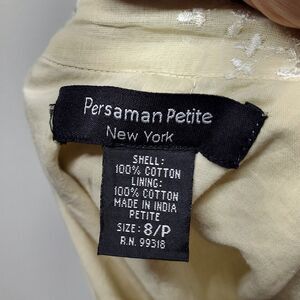 Persaman Petite
New York
SHELL:
100% COTTON
LINING:
100% COTTON
MADE IN INDIA
PETITE
SIZE: 8/P
R.N. 99318